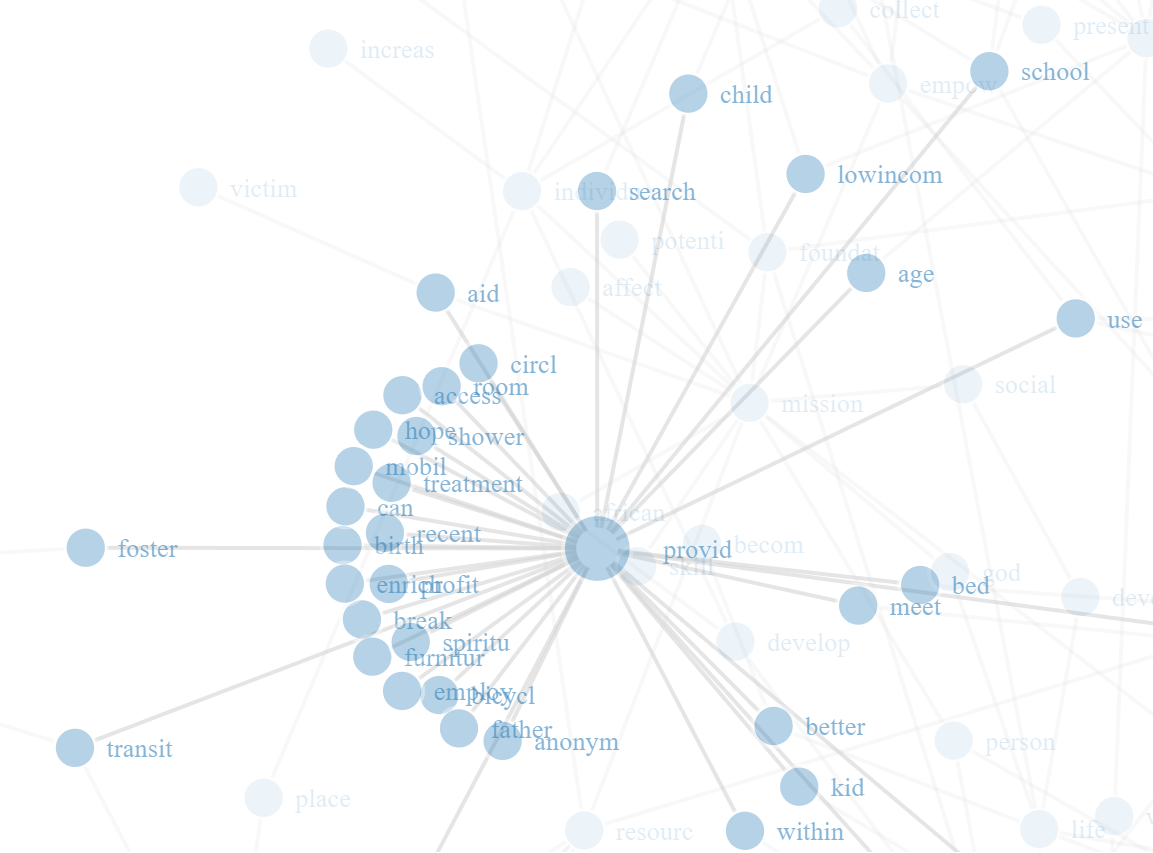 collect
present
increas
school
child
empow
lowincom
victim
individ
search
potenti
foundat
age
affect
aid
use
circl
room
access
social
mission
hope
shower
mobil
treatment
can
african
recent
birth
foster
provid
becom
skill
god
enrich
profit
bed
meet
break
spiritu
develop
furnitur
employ
bicycl
father
anonym
better
person
transit
kid
place
life
within
resourc